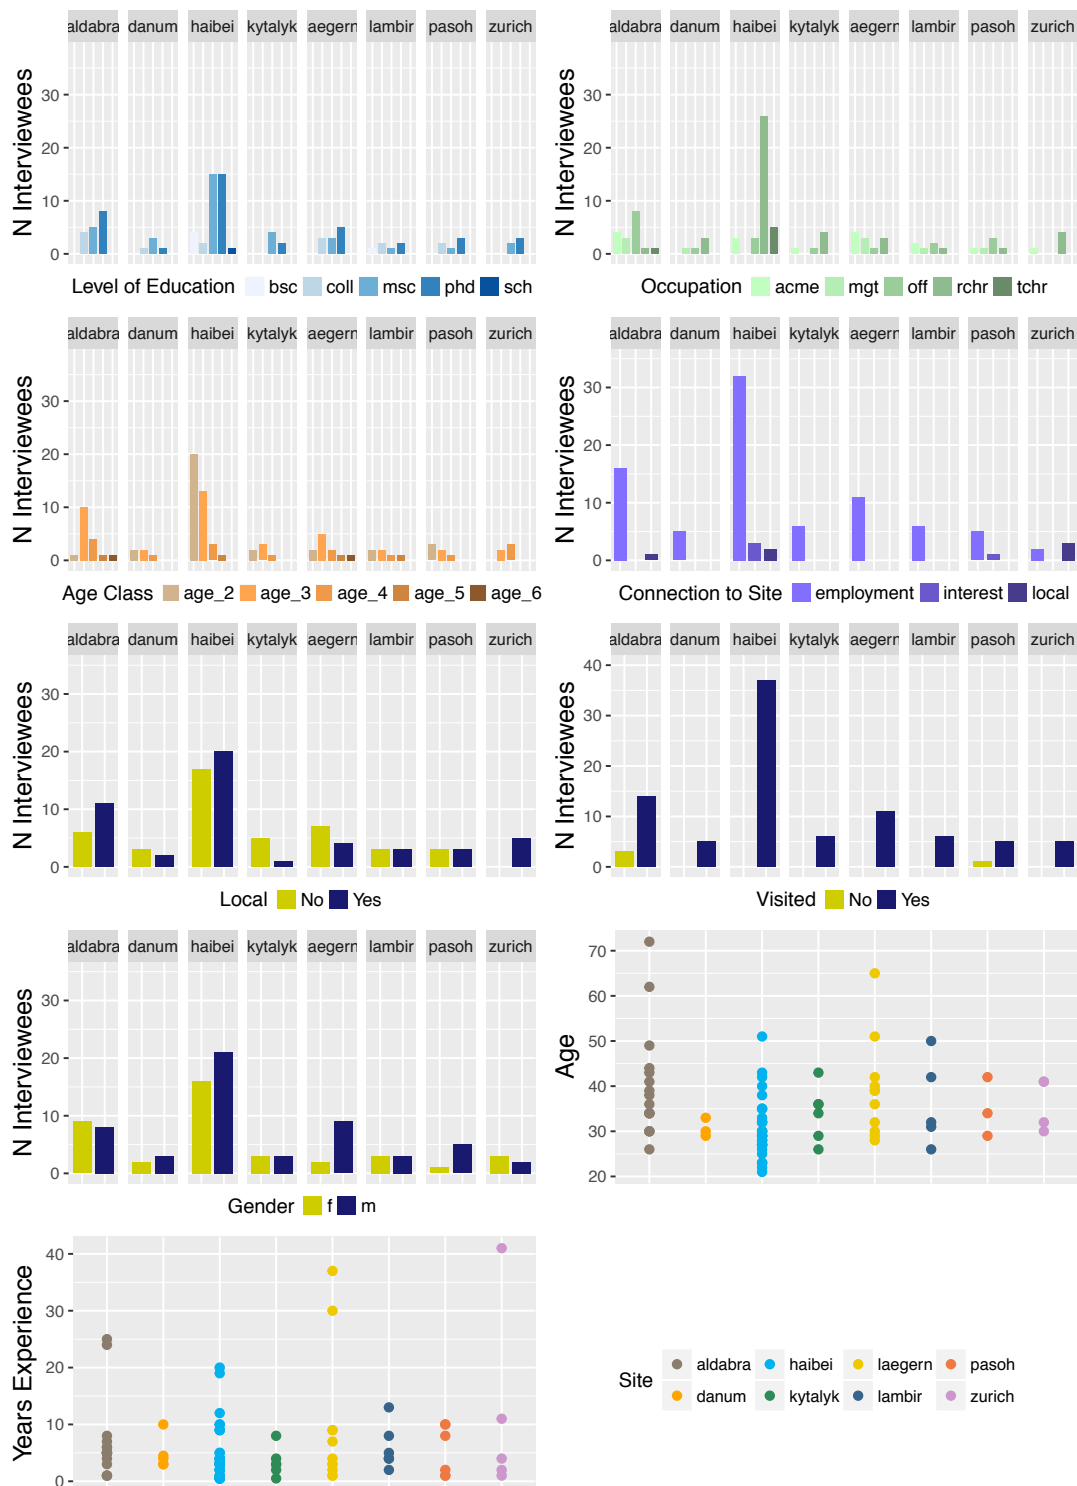 aldabra danum haibei kytalyk aegern lambir pasoh zurich
N Interviewees
30
20
10
0
Level of Education bsc coll msc phd sch
aldabra danum haibei kytalyk aegern lambir pasoh zurich
N Interviewees
30
20
10
0
Occupation acme mgt off rchr tchr
aldabra danum haibei kytalyk aegern lambir pasoh zurich
N Interviewees
30
20
10
0
Age Class age_2 age_3 age_4 age_5 age_6
aldabra danum haibei kytalyk aegern lambir pasoh zurich
N Interviewees
30
20
10
0
Connection to Site employment interest local
aldabra danum haibei kytalyk aegern lambir pasoh zurich
N Interviewees
30
20
10
0
Local No Yes
aldabra danum haibei kytalyk aegern lambir pasoh zurich
N Interviewees
40
30
20
10
0
Visited No Yes
aldabra danum haibei kytalyk aegern lambir pasoh zurich
N Interviewees
30
20
10
0
Gender f m
Age
70
60
50
40
30
20
Years Experience
40
30
20
10
0
Site
aldabra haibei laegern pasoh
danum kytalyk lambir zurich